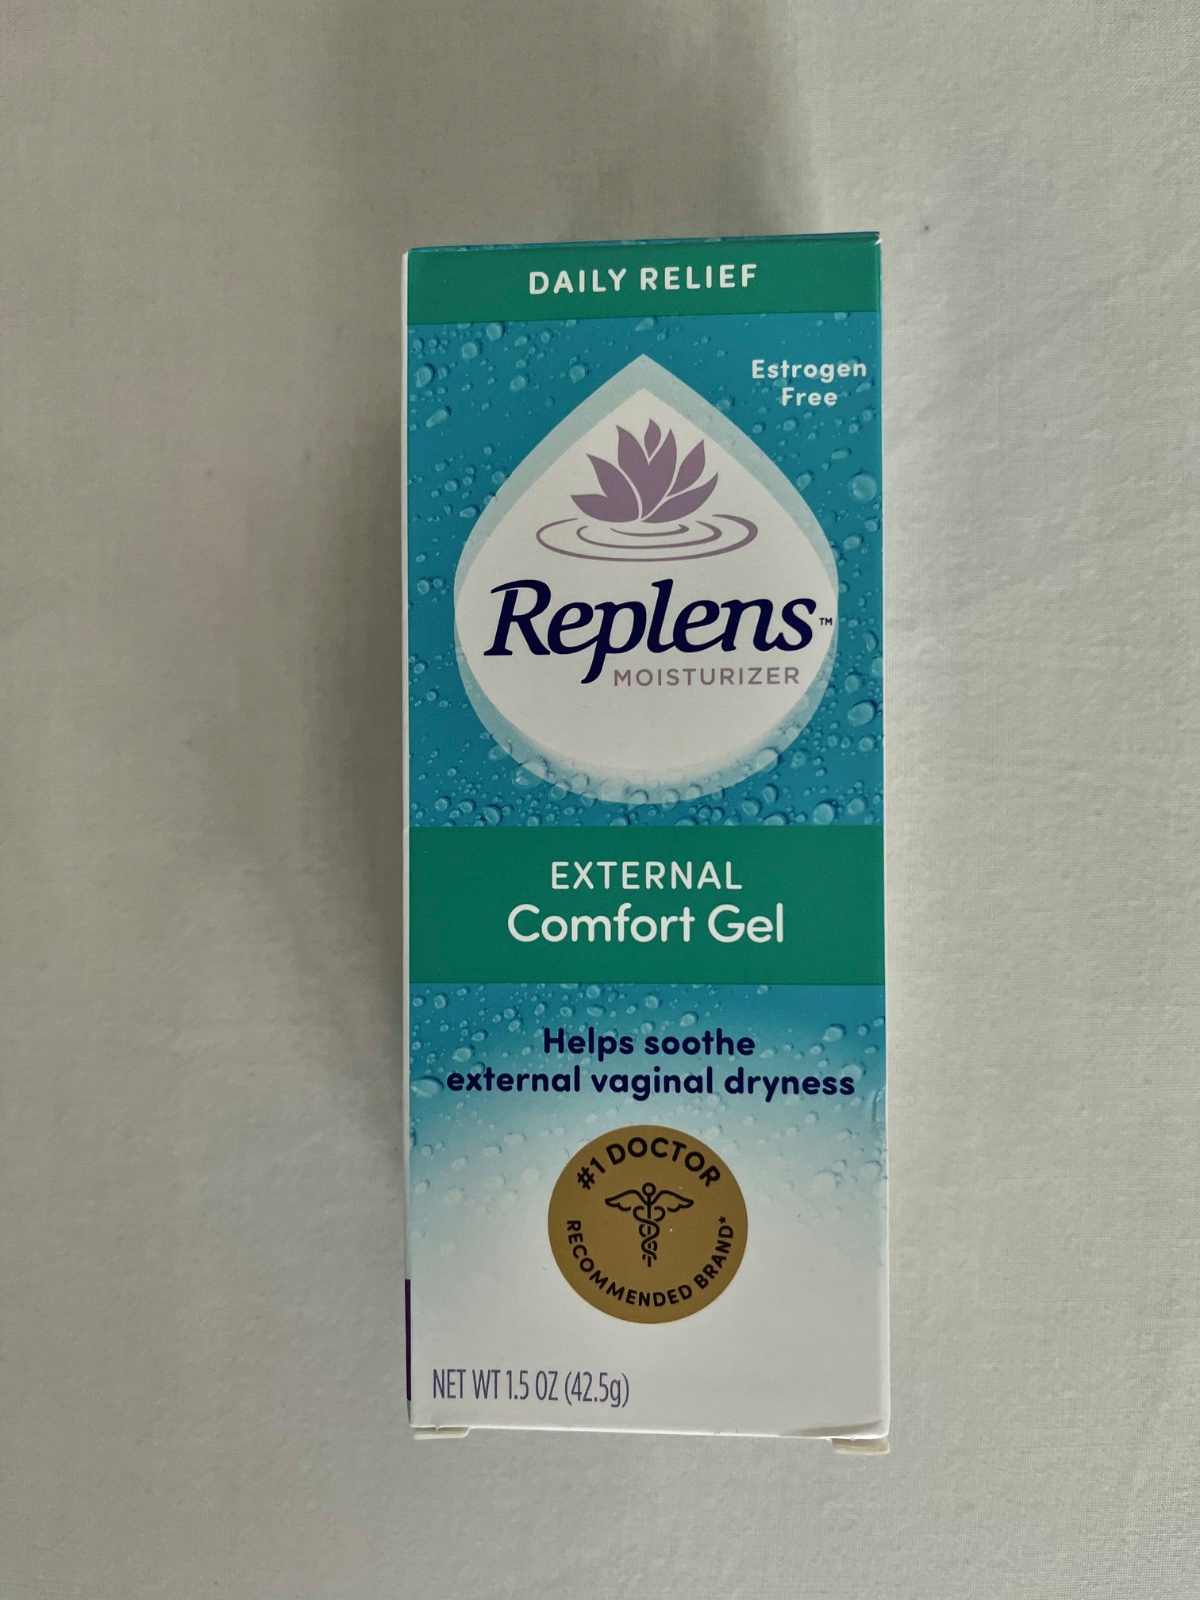 DAILY RELIEF
Estrogen
Free
Replens™
MOISTURIZER
EXTERNAL
Comfort Gel
Helps soothe
external vaginal dryness
#1 DOCTOR
RECOMMENDED BRAND*
NET WT 1.5 OZ (42.5g)